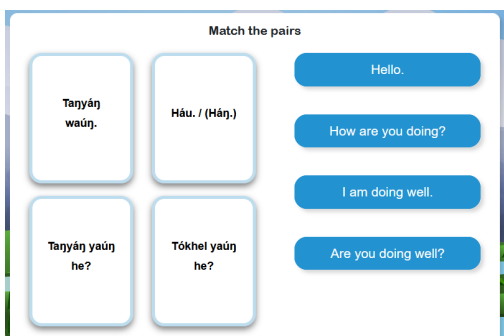 Match the pairs
Taŋyáŋ
waúŋ.
Háu. / (Háŋ.)
Taŋyáŋ yaúŋ
he?
Tókhel yaúŋ
he?
Hello.
How are you doing?
I am doing well.
Are you doing well?